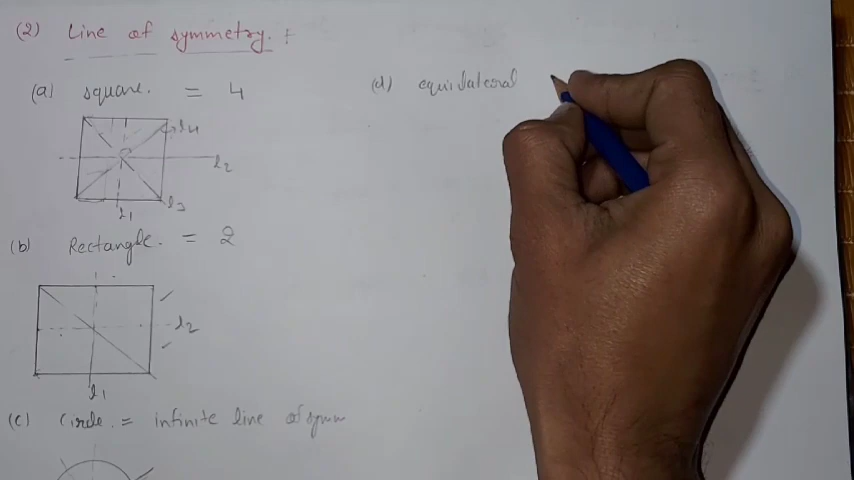 (2) Line of symmetry. +
(a) square. = 4
l4
l2
l3
l1
(b) Rectangle. = 2
l2
l1
(c) Circle. = infinite line of symm
(d) equilateral